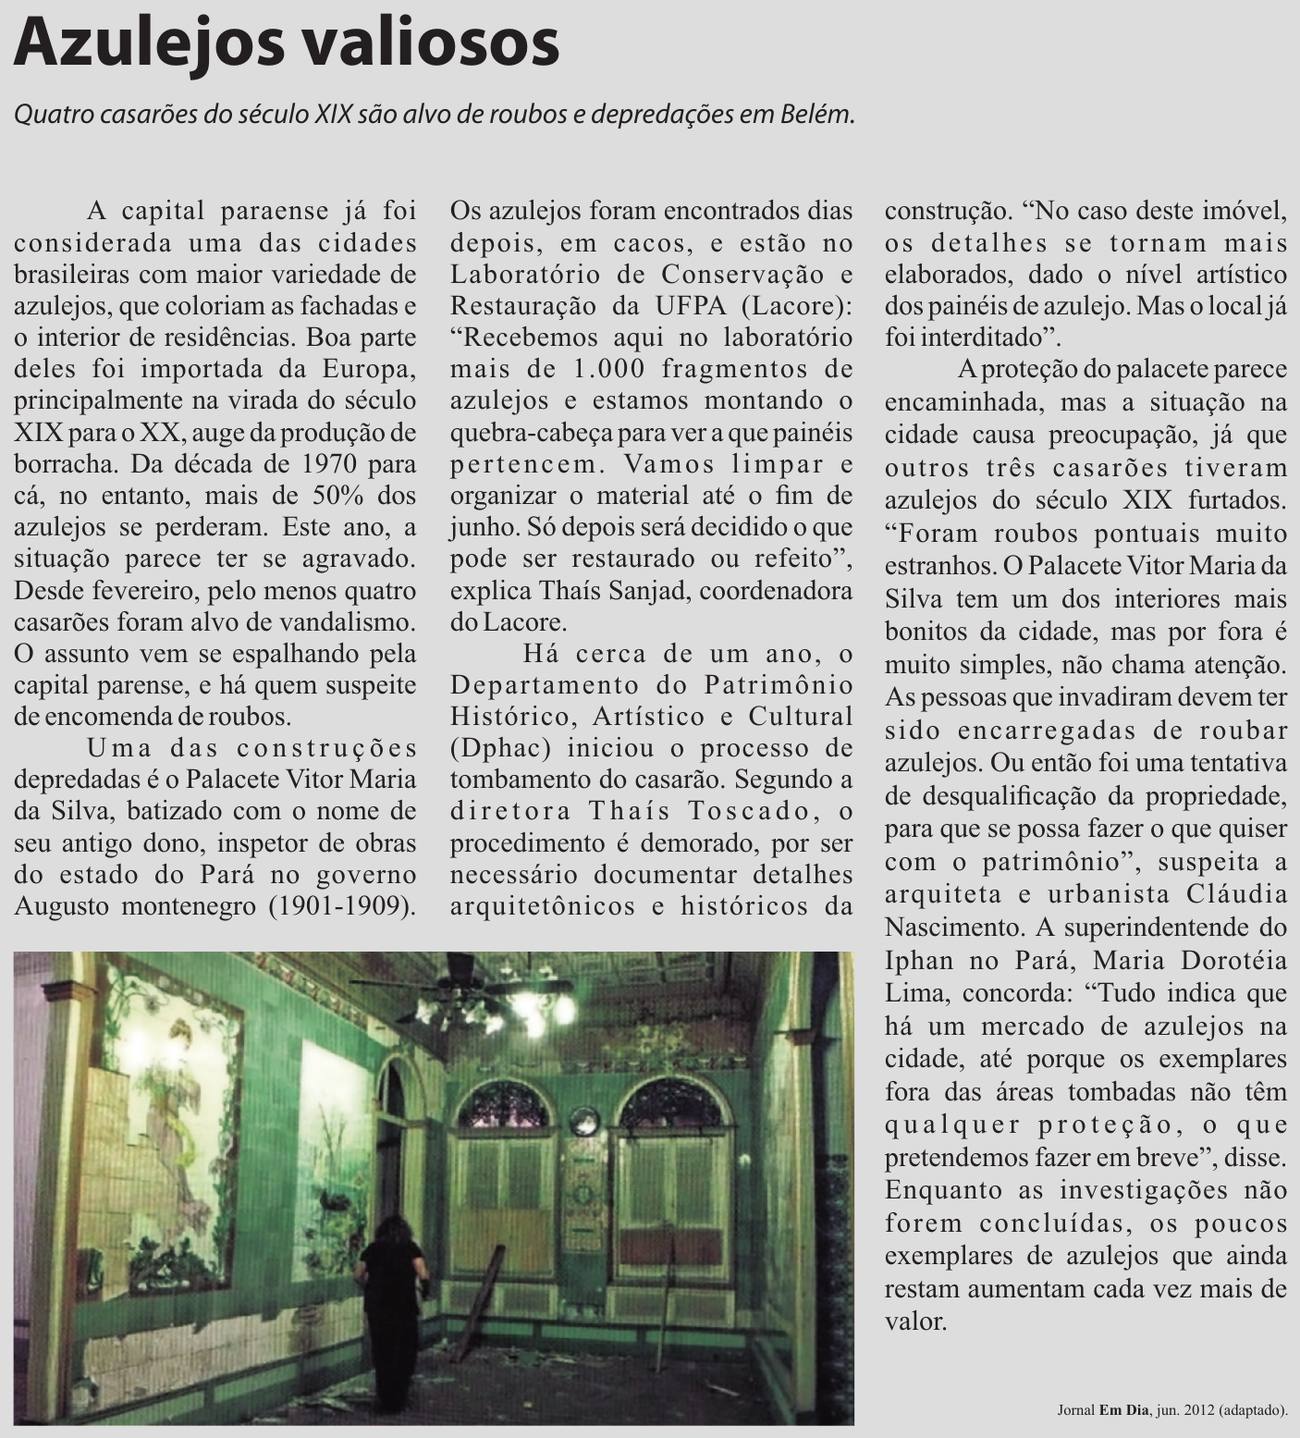 Azulejos valiosos
Quatro casarões do século XIX são alvo de roubos e depredações em Belém.
A capital paraense já foi
considerada uma das cidades
brasileiras com maior variedade de
azulejos, que coloriam as fachadas e
o interior de residências. Boa parte
deles foi importada da Europa,
principalmente na virada do século
XIX para o XX, auge da produção de
borracha. Da década de 1970 para
cá, no entanto, mais de 50% dos
azulejos se perderam. Este ano, a
situação parece ter se agravado.
Desde fevereiro, pelo menos quatro
casarões foram alvo de vandalismo.
O assunto vem se espalhando pela
capital parense, e há quem suspeite
de encomenda de roubos.
Uma das construções
depredadas é o Palacete Vitor Maria
da Silva, batizado com o nome de
seu antigo dono, inspetor de obras
do estado do Pará no governo
Augusto montenegro (1901-1909).
Os azulejos foram encontrados dias
depois, em cacos, e estão no
Laboratório de Conservação e
Restauração da UFPA (Lacore):
“Recebemos aqui no laboratório
mais de 1.000 fragmentos de
azulejos e estamos montando o
quebra-cabeça para ver a que painéis
pertencem. Vamos limpar e
organizar o material até o fim de
junho. Só depois será decidido o que
pode ser restaurado ou refeito”,
explica Thaís Sanjad, coordenadora
do Lacore.
Há cerca de um ano, o
Departamento do Patrimônio
Histórico, Artístico e Cultural
(Dphac) iniciou o processo de
tombamento do casarão. Segundo a
diretora Thaís Toscado, o
procedimento é demorado, por ser
necessário documentar detalhes
arquitetônicos e históricos da
construção. “No caso deste imóvel,
os detalhes se tornam mais
elaborados, dado o nível artístico
dos painéis de azulejo. Mas o local já
foi interditado”.
A proteção do palacete parece
encaminhada, mas a situação na
cidade causa preocupação, já que
outros três casarões tiveram
azulejos do século XIX furtados.
“Foram roubos pontuais muito
estranhos. O Palacete Vitor Maria da
Silva tem um dos interiores mais
bonitos da cidade, mas por fora é
muito simples, não chama atenção.
As pessoas que invadiram devem ter
sido encarregadas de roubar
azulejos. Ou então foi uma tentativa
de desqualificação da propriedade,
para que se possa fazer o que quiser
com o patrimônio”, suspeita a
arquiteta e urbanista Cláudia
Nascimento. A superindentende do
Iphan no Pará, Maria Dorotéia
Lima, concorda: “Tudo indica que
há um mercado de azulejos na
cidade, até porque os exemplares
fora das áreas tombadas não têm
qualquer proteção, o que
pretendemos fazer em breve”, disse.
Enquanto as investigações não
forem concluídas, os poucos
exemplares de azulejos que ainda
restam aumentam cada vez mais de
valor.
Jornal Em Dia, jun. 2012 (adaptado).